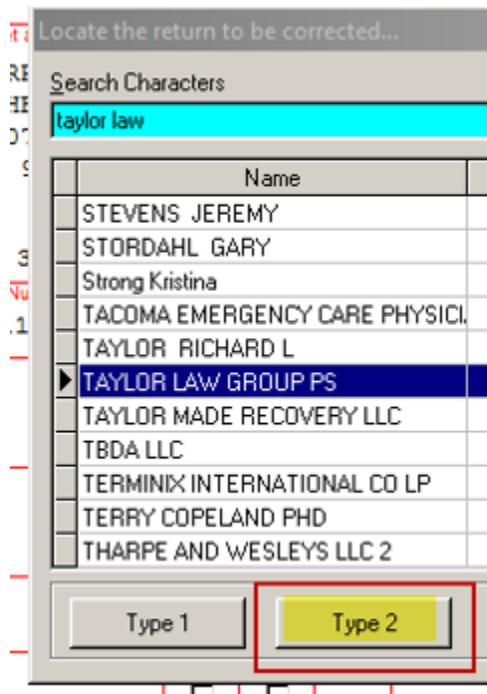 Locate the return to be corrected...
Search Characters
taylor law
Name
STEVENS JEREMY
STORDAHL GARY
Strong Kristina
TACOMA EMERGENCY CARE PHYSICI
TAYLOR RICHARD L
TAYLOR LAW GROUP PS
TAYLOR MADE RECOVERY LLC
TBDA LLC
TERMINIX INTERNATIONAL CO LP
TERRY COPELAND PHD
THARPE AND WESLEYS LLC 2
Type 1 Type 2